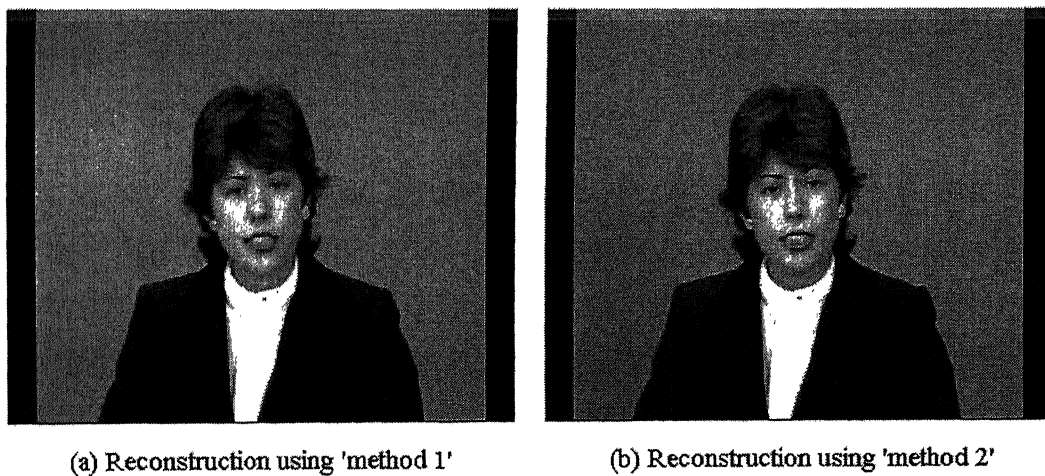 (a) Reconstruction using 'method 1'
(b) Reconstruction using 'method 2'